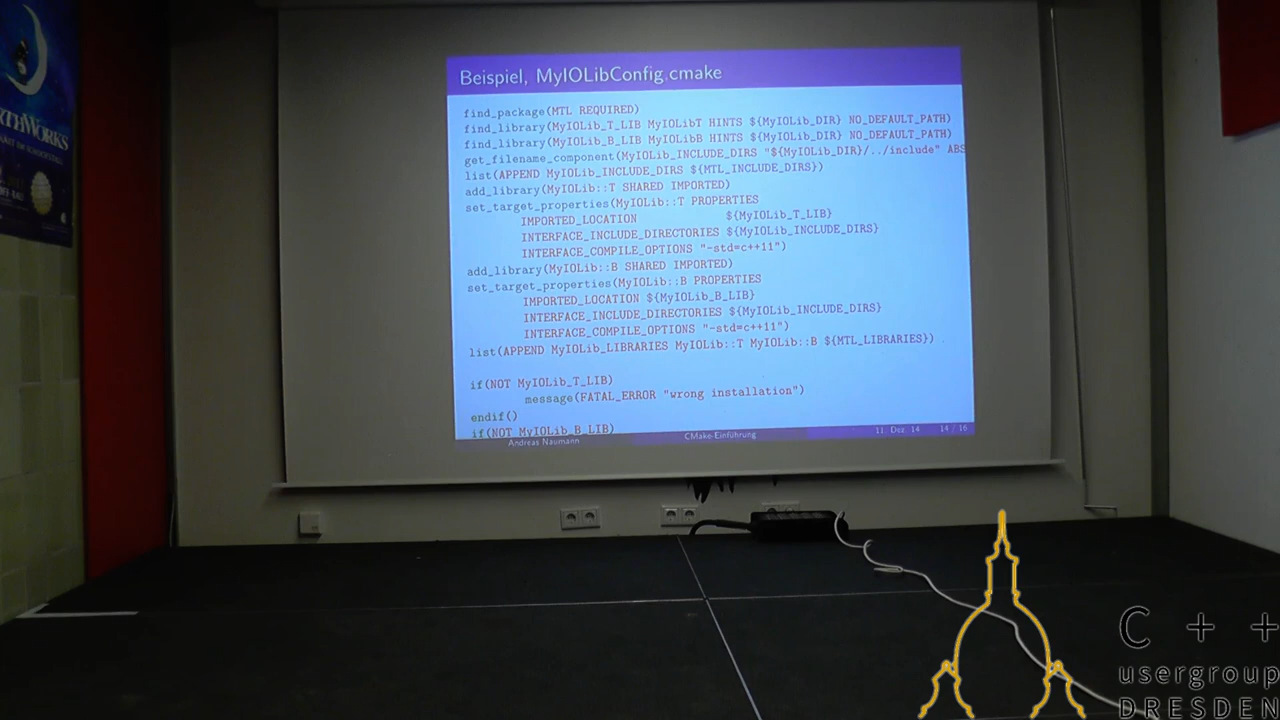 Beispiel, MyIOLibConfig.cmake
find_package(MTL REQUIRED)
find_library(MyIOLib_T_LIB MyIOLibT HINTS ${MyIOLib_DIR} NO_DEFAULT_PATH)
find_library(MyIOLib_B_LIB MyIOLibB HINTS ${MyIOLib_DIR} NO_DEFAULT_PATH)
get_filename_component(MyIOLib_INCLUDE_DIRS "${MyIOLib_DIR}/../include" ABS
list(APPEND MyIOLib_INCLUDE_DIRS ${MTL_INCLUDE_DIRS})
add_library(MyIOLib::T SHARED IMPORTED)
set_target_properties(MyIOLib::T PROPERTIES
IMPORTED_LOCATION ${MyIOLib_T_LIB}
INTERFACE_INCLUDE_DIRECTORIES ${MyIOLib_INCLUDE_DIRS}
INTERFACE_COMPILE_OPTIONS "-std=c++11")
add_library(MyIOLib::B SHARED IMPORTED)
set_target_properties(MyIOLib::B PROPERTIES
IMPORTED_LOCATION ${MyIOLib_B_LIB}
INTERFACE_INCLUDE_DIRECTORIES ${MyIOLib_INCLUDE_DIRS}
INTERFACE_COMPILE_OPTIONS "-std=c++11")
list(APPEND MyIOLib_LIBRARIES MyIOLib::T MyIOLib::B ${MTL_LIBRARIES})
if(NOT MyIOLib_T_LIB)
message(FATAL_ERROR "wrong installation")
endif()
if(NOT MyIOLib_B_LIB)
Andreas Naumann CMake-Einführung 11. Dez. 14 14 / 16
RTHWORKS
C + +
usergroup
DRESDEN